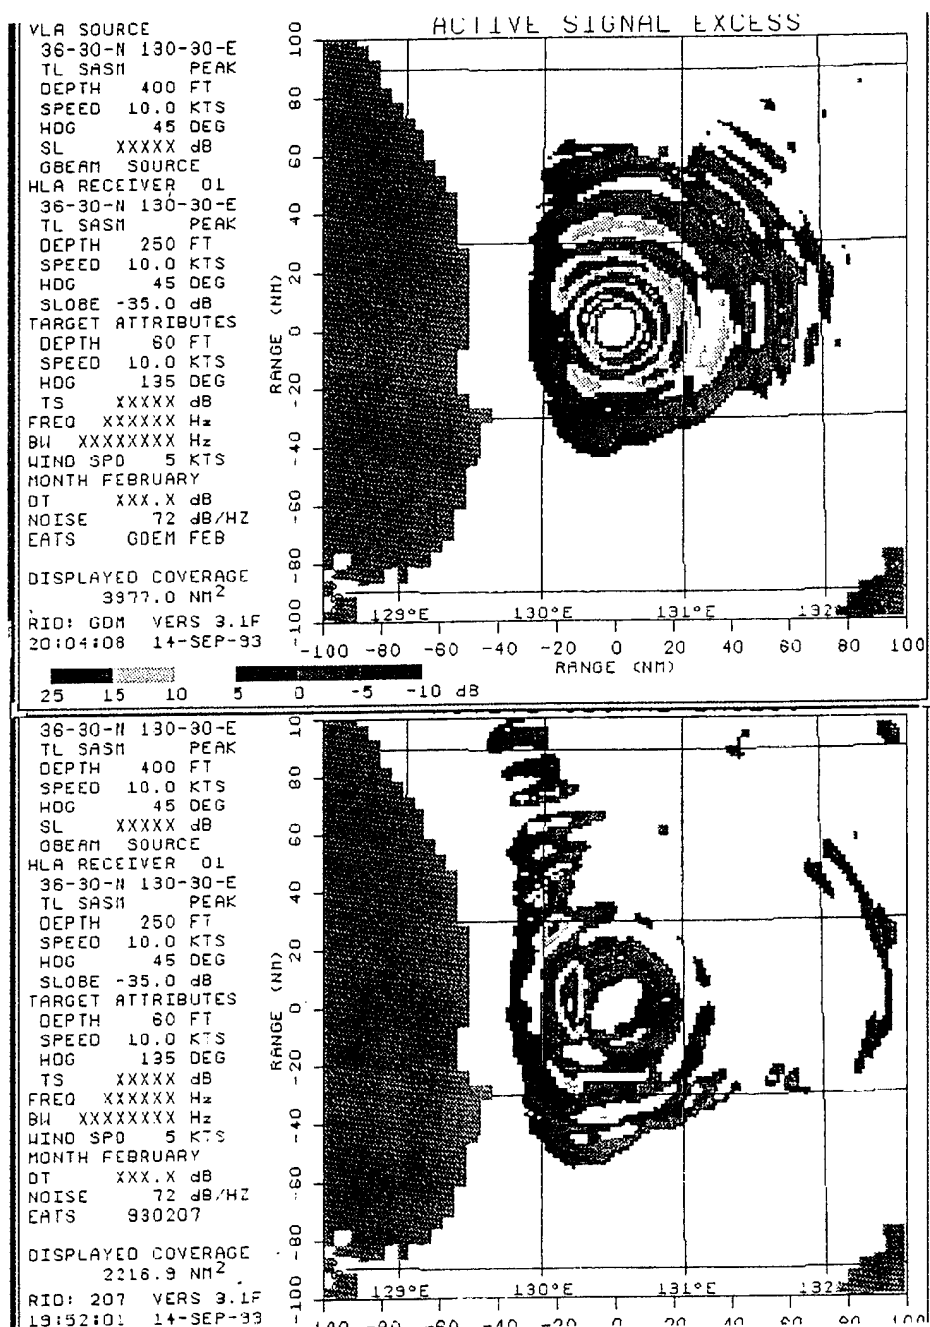 ACTIVE SIGNAL EXCESS
VLA SOURCE
36-30-N 130-30-E
TL SASM PEAK
DEPTH 400 FT
SPEED 10.0 KTS
HDG 45 DEG
SL XXXXX dB
0BEAM SOURCE
HLA RECEIVER 01
36-30-N 130-30-E
TL SASM PEAK
DEPTH 250 FT
SPEED 10.0 KTS
HDG 45 DEG
SLOBE -35.0 dB
TARGET ATTRIBUTES
DEPTH 60 FT
SPEED 10.0 KTS
HDG 135 DEG
TS XXXXX dB
FREQ XXXXXX Hz
BW XXXXXXXX Hz
WIND SPD 5 KTS
MONTH FEBRUARY
DT XXX.X dB
NOISE 72 dB/HZ
EATS GDEM FEB
DISPLAYED COVERAGE
3977.0 NM2
RID: GDM VERS 3.1F
20:04:08 14-SEP-93
RANGE (NM)
100
80
60
40
20
0
-20
-40
-60
-80
-100
129°E 130°E 131°E 132
-100 -80 -60 -40 -20 0 20 40 60 80 100
RANGE (NM)
25 15 10 5 0 -5 -10 dB
36-30-N 130-30-E
TL SASM PEAK
DEPTH 400 FT
SPEED 10.0 KTS
HDG 45 DEG
SL XXXXX dB
0BEAM SOURCE
HLA RECEIVER 01
36-30-N 130-30-E
TL SASM PEAK
DEPTH 250 FT
SPEED 10.0 KTS
HDG 45 DEG
SLOBE -35.0 dB
TARGET ATTRIBUTES
DEPTH 60 FT
SPEED 10.0 KTS
HDG 135 DEG
TS XXXXX dB
FREQ XXXXXX Hz
BW XXXXXXXX Hz
WIND SPD 5 KTS
MONTH FEBRUARY
DT XXX.X dB
NOISE 72 dB/HZ
EATS 930207
DISPLAYED COVERAGE
2216.9 NM2
RID: 207 VERS 3.1F
19:52:01 14-SEP-93
RANGE (NM)
100
80
60
40
20
0
-20
-40
-60
-80
-100
129°E 130°E 131°E 132